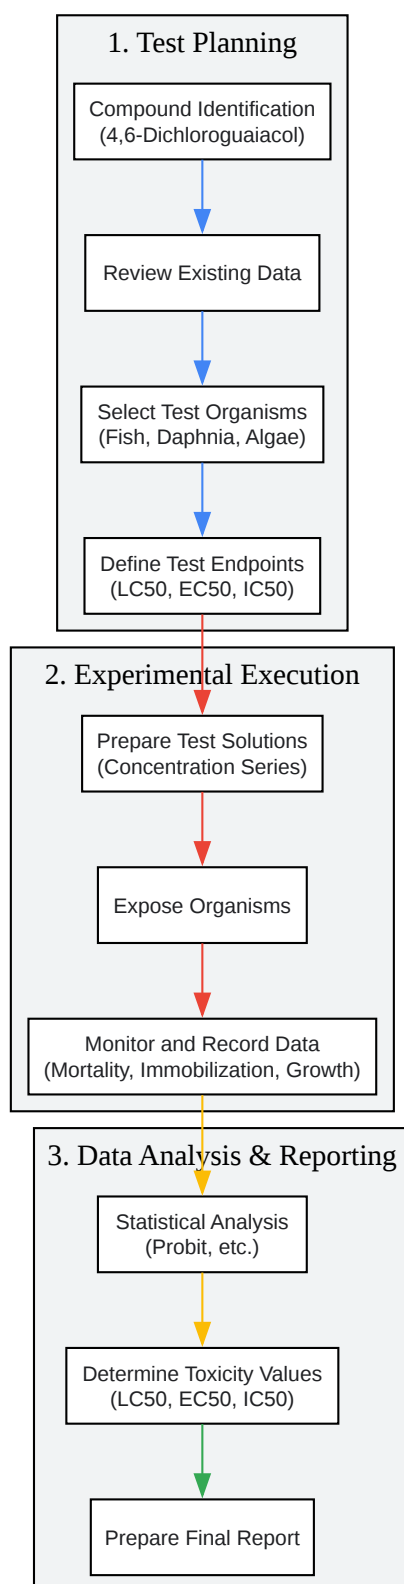 1. Test Planning
Compound Identification
(4,6-Dichloroguaiacol)
Review Existing Data
Select Test Organisms
(Fish, Daphnia, Algae)
Define Test Endpoints
(LC50, EC50, IC50)
2. Experimental Execution
Prepare Test Solutions
(Concentration Series)
Expose Organisms
Monitor and Record Data
(Mortality, Immobilization, Growth)
3. Data Analysis & Reporting
Statistical Analysis
(Probit, etc.)
Determine Toxicity Values
(LC50, EC50, IC50)
Prepare Final Report